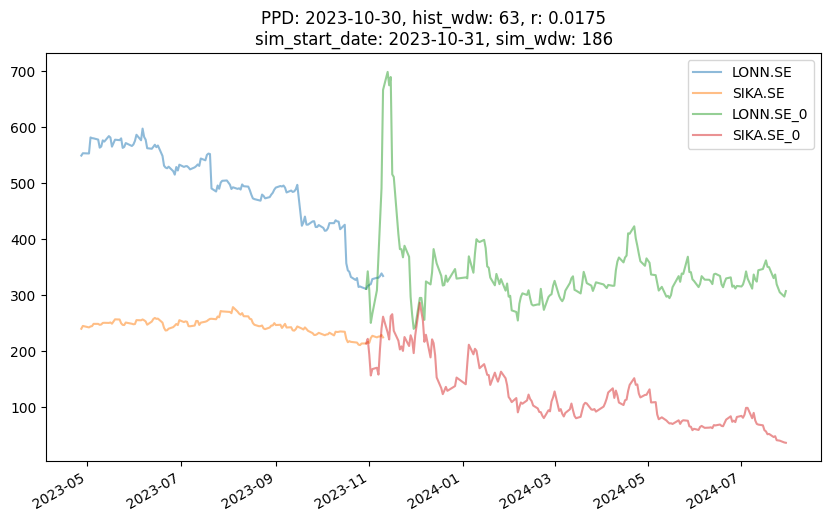 PPD: 2023-10-30, hist_wdw: 63, r: 0.0175
sim_start_date: 2023-10-31, sim_wdw: 186
700
600
500
400
300
200
100
LONN.SE
SIKA.SE
LONN.SE_0
SIKA.SE_0
2023-05
2023-07
2023-09
2023-11
2024-01
2024-03
2024-05
2024-07